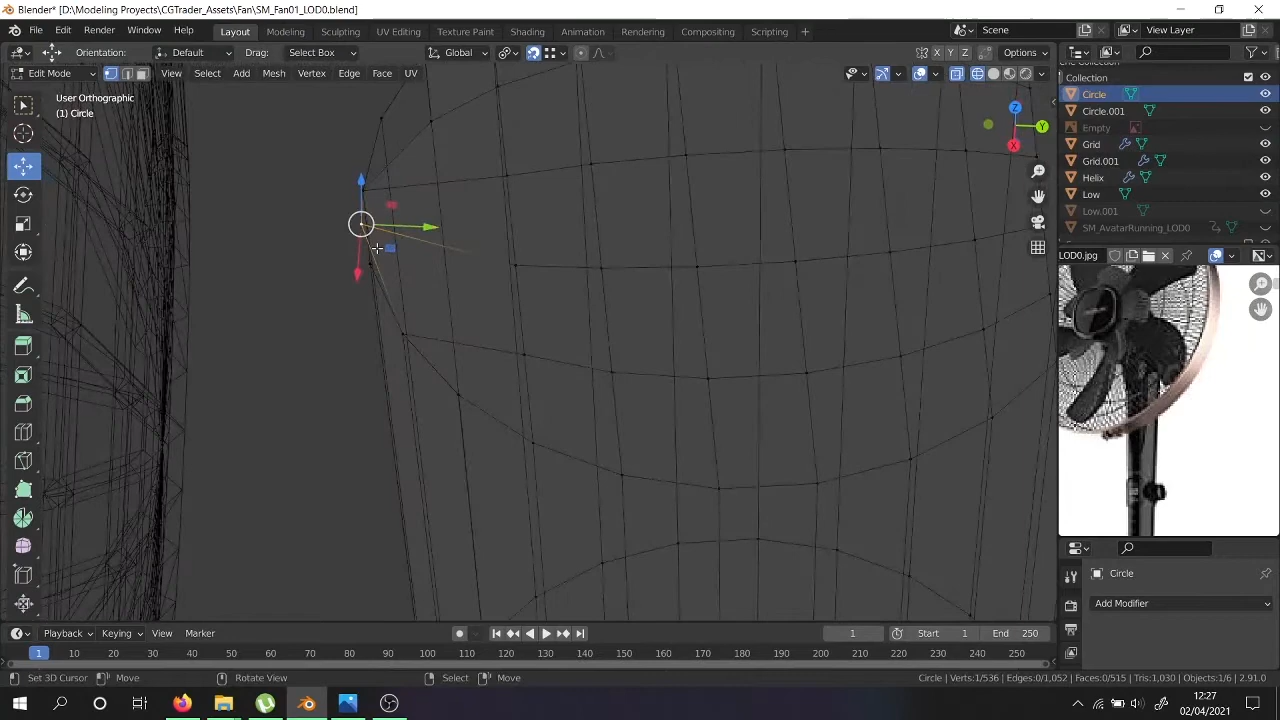 Blender* [D:\Modeling Projects\CGTrader_Assets\Fan\SM_Fan01_LOD0.blend]
File Edit Render Window Help Layout Modeling Sculpting UV Editing Texture Paint Shading Animation Rendering Compositing Scripting + Scene View Layer
Orientation: Default Drag: Select Box Global X Y Z Options
Edit Mode View Select Add Mesh Vertex Edge Face UV
User Orthographic
(1) Circle
Z
Y
X
Collection
Circle
Circle.001
Empty
Grid
Grid.001
Helix
Low
Low.001
SM_AvatarRunning_LOD0
LOD0.jpg
Circle
Add Modifier
Playback Keying View Marker 1 Start 1 End 250
1 10 20 30 40 50 60 70 80 90 100 110 120 130 140 150 160 170 180 190 200 210 220 230 240 250
Set 3D Cursor Move Rotate View Select Move Circle | Verts:1/536 | Edges:0/1,052 | Faces:0/515 | Tris:1,030 | Objects:1/6 | 2.91.0
12:27
02/04/2021